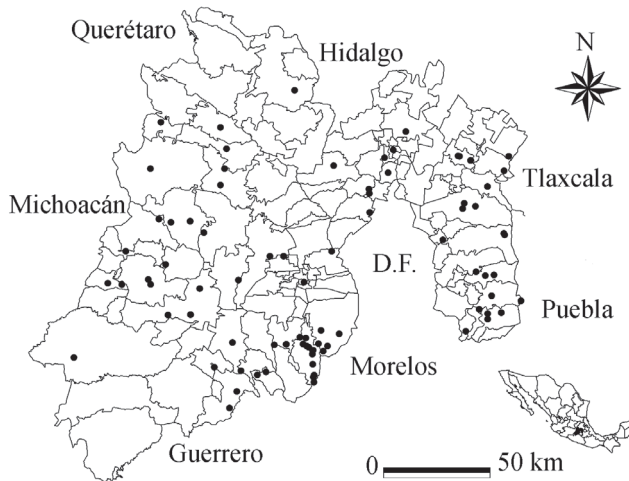 Querétaro
Hidalgo
N
Tlaxcala
Michoacán
D.F.
Puebla
Morelos
Guerrero
0 50 km